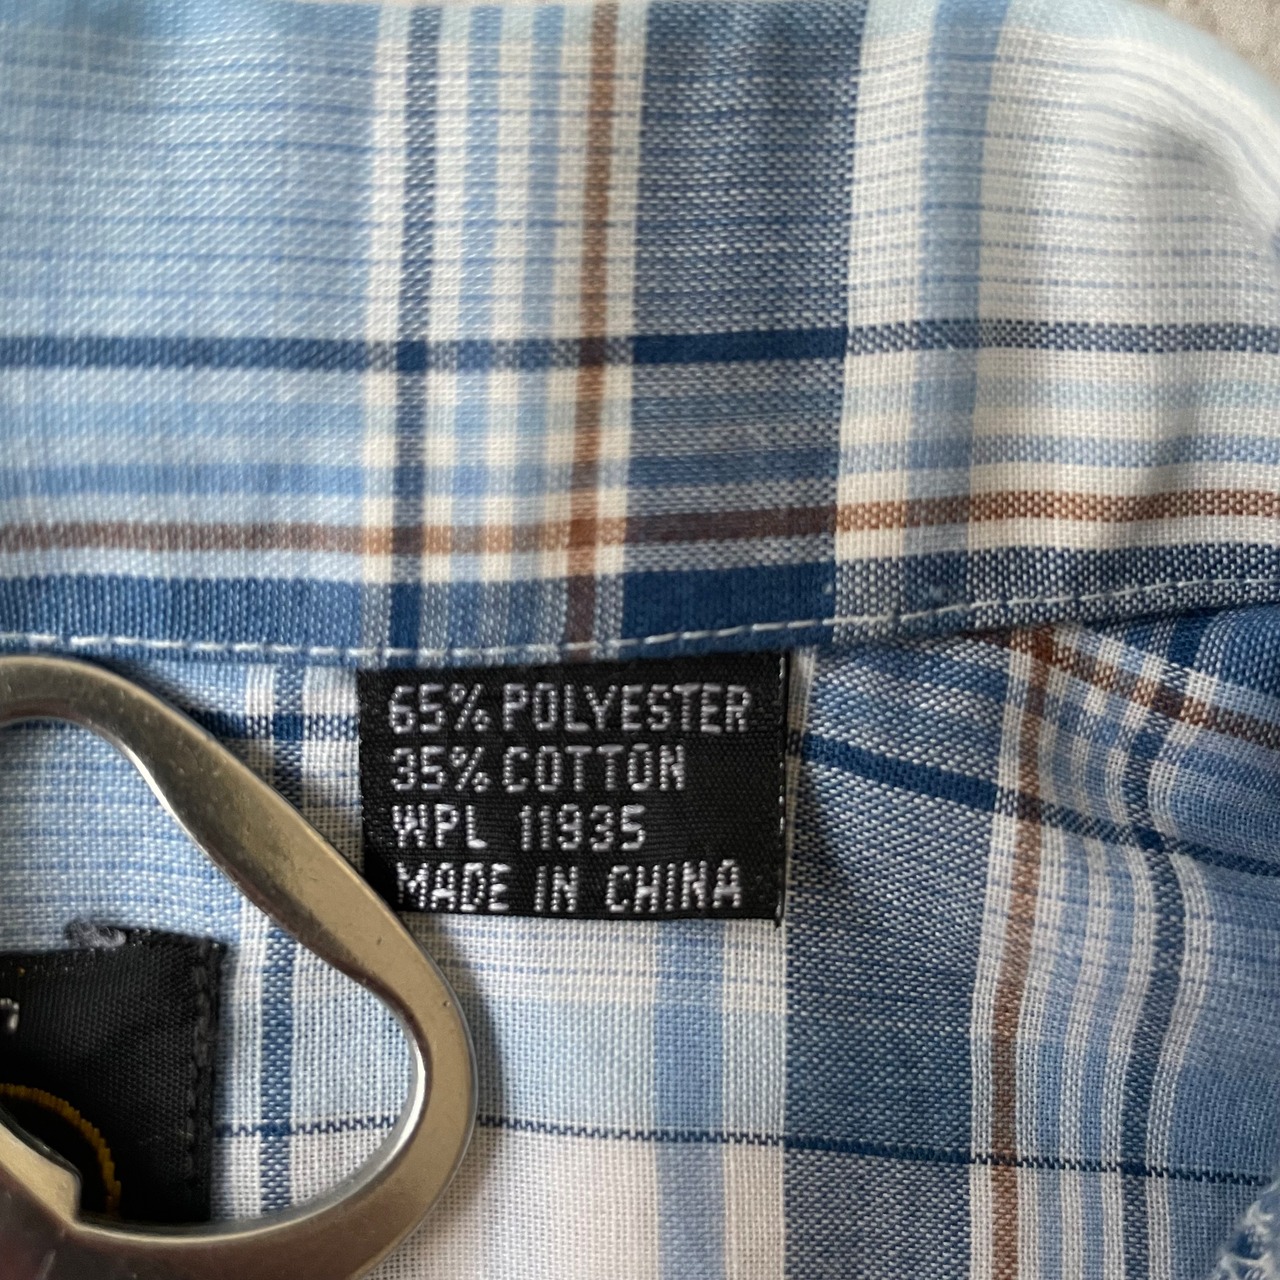 65% POLYESTER
35% COTTON
WPL 11935
MADE IN CHINA